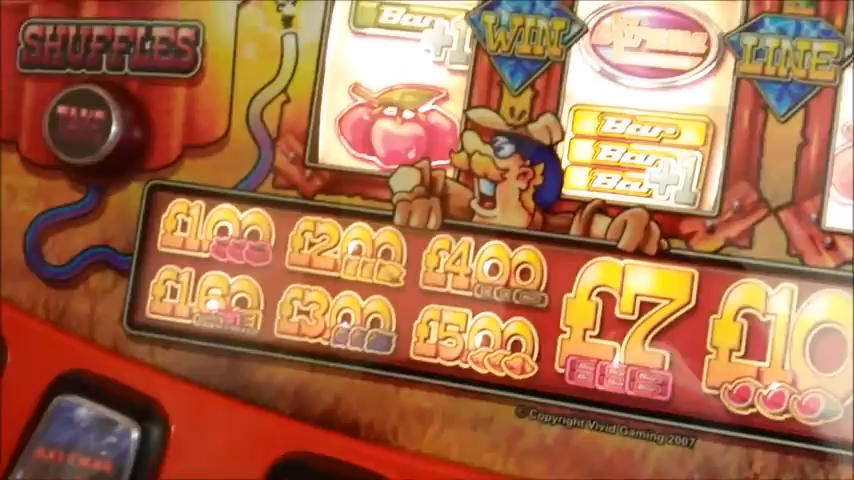 SHUFFLES
Bar
+1
WIN
LINE
Bar
Bar
Bar
+1
£1.00
£2.00
£4.00
£7
£10
£1.60
£3.00
£5.00
© Copyright Vivid Gaming 2007